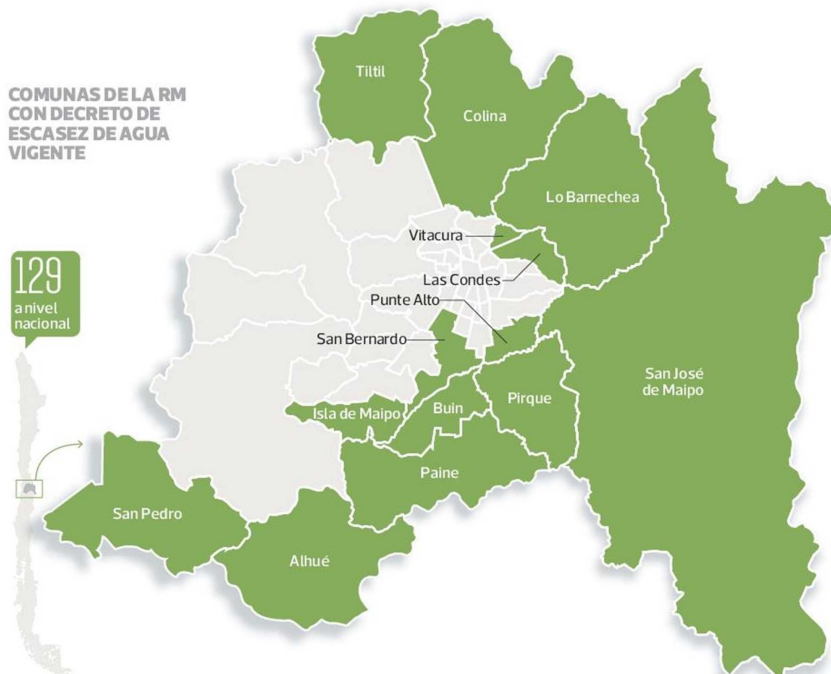 COMUNAS DE LA RM
CON DECRETO DE
ESCASEZ DE AGUA
VIGENTE
129
a nivel
nacional
Tiltil
Colina
Lo Barnechea
Vitacura
Las Condes
Punte Alto
San Bernardo
San José
de Maipo
Isla de Maipo
Buin
Pirque
Paine
San Pedro
Alhué